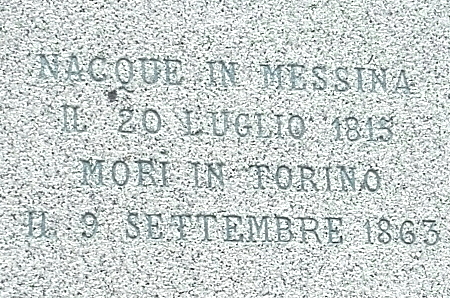 NACQUE IN MESSINA
IL 20 LUGLIO 1815
MORI IN TORINO
IL 9 SETTEMBRE 1863